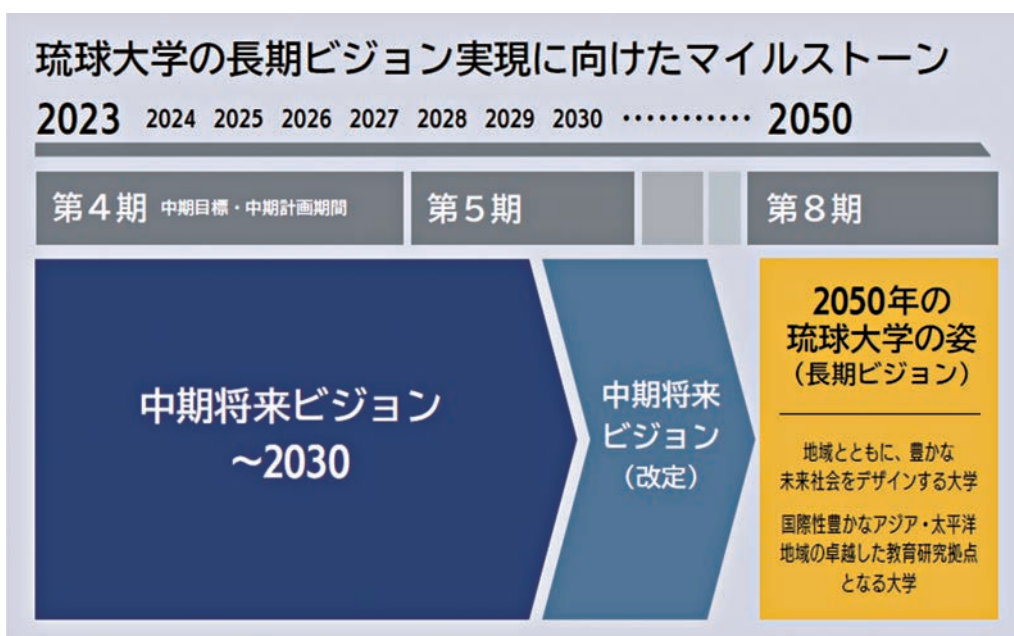 琉球大学の長期ビジョン実現に向けたマイルストーン
2023 2024 2025 2026 2027 2028 2029 2030 ・・・・・・・・・・・ 2050
第4期 中期目標・中期計画期間 第5期 第8期
中期将来ビジョン
～2030
中期将来
ビジョン
（改定）
2050年の
琉球大学の姿
（長期ビジョン）
地域とともに、豊かな
未来社会をデザインする大学
国際性豊かなアジア・太平洋
地域の卓越した教育研究拠点
となる大学